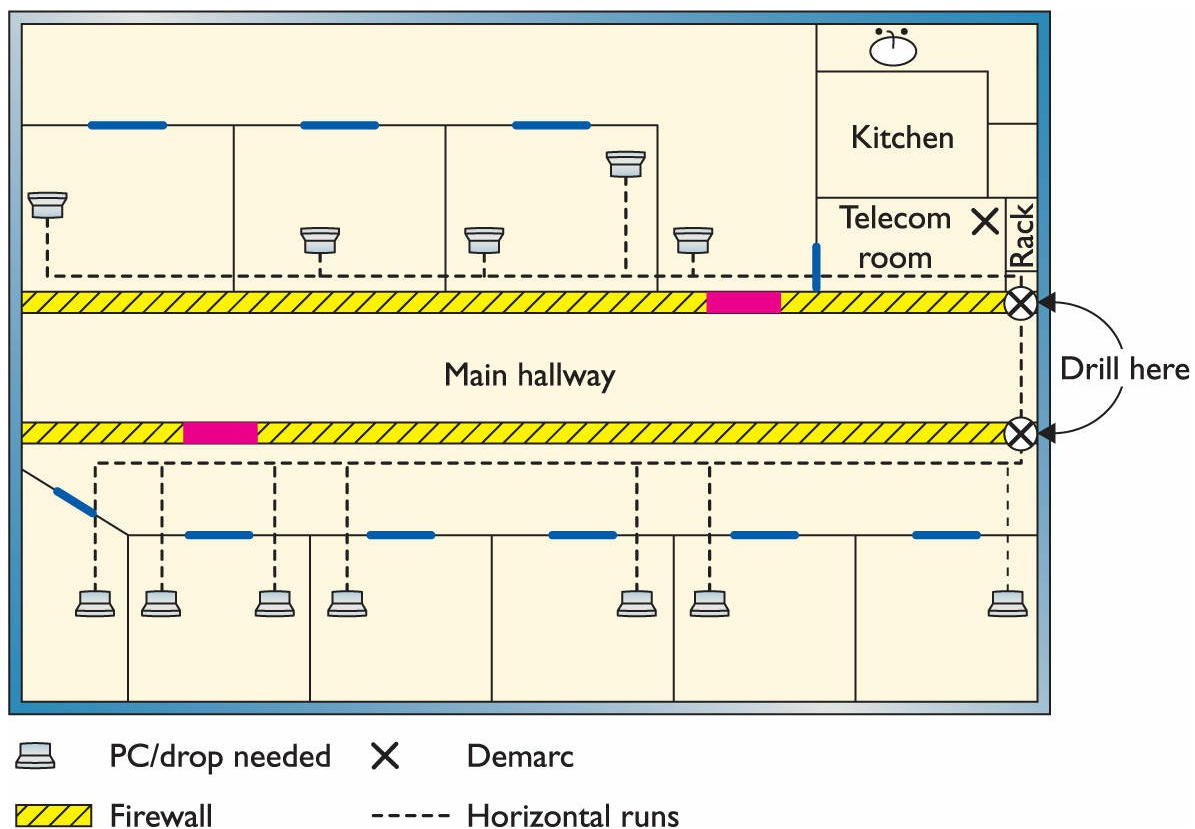 Kitchen
Telecom
room
Rack
Main hallway
Drill here
PC/drop needed
Demarc
Firewall
Horizontal runs